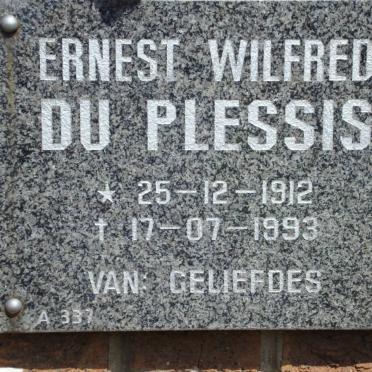 ERNEST WILFRED
DU PLESSIS
★ 25-12-1912
† 17-07-1993
VAN: GELIEFDES
A 337